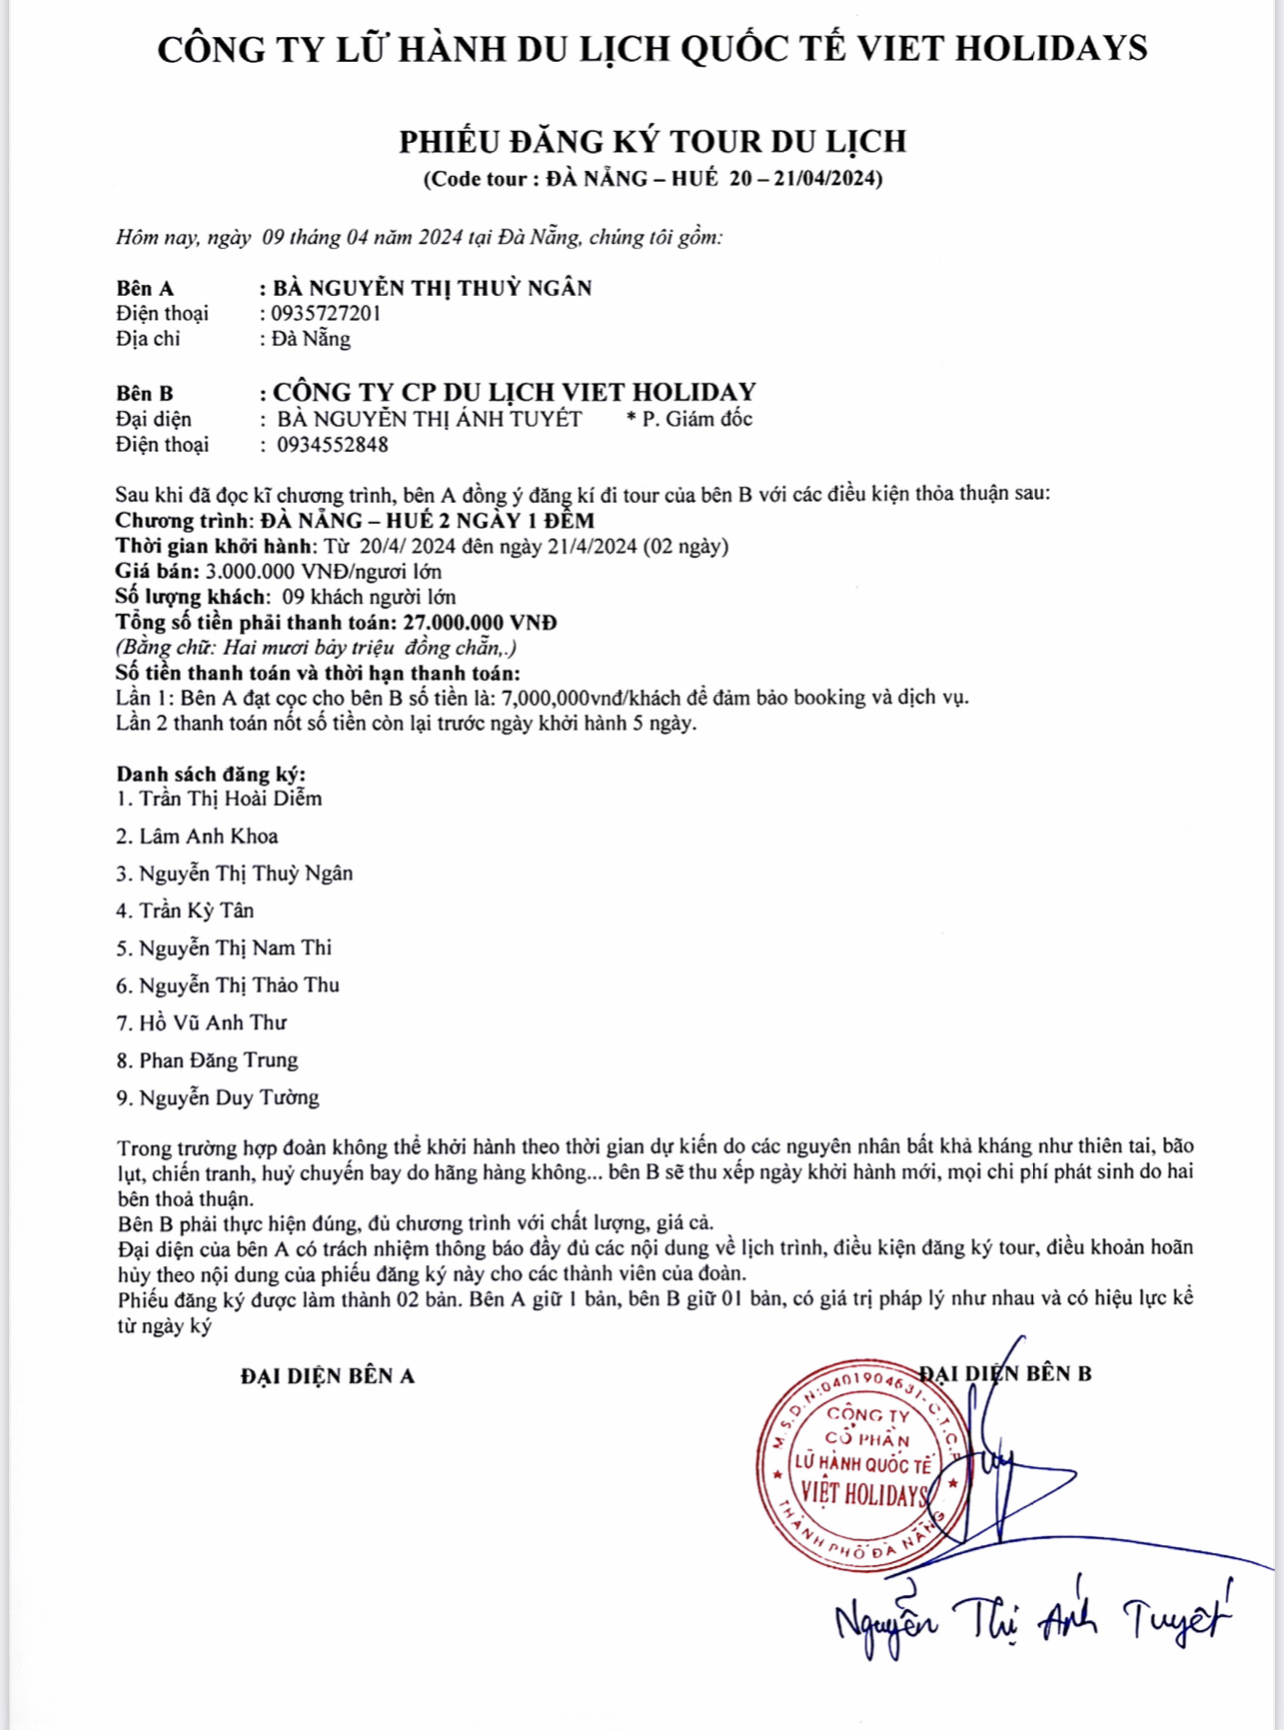 CÔNG TY LỮ HÀNH DU LỊCH QUỐC TẾ VIET HOLIDAYS
PHIẾU ĐĂNG KÝ TOUR DU LỊCH
(Code tour : ĐÀ NẴNG – HUẾ 20 – 21/04/2024)
Hôm nay, ngày 09 tháng 04 năm 2024 tại Đà Nẵng, chúng tôi gồm:
Bên A : BÀ NGUYỄN THỊ THUỲ NGÂN
Điện thoại : 0935727201
Địa chỉ : Đà Nẵng
Bên B : CÔNG TY CP DU LỊCH VIET HOLIDAY
Đại diện : BÀ NGUYỄN THỊ ÁNH TUYẾT * P. Giám đốc
Điện thoại : 0934552848
Sau khi đã đọc kĩ chương trình, bên A đồng ý đăng kí đi tour của bên B với các điều kiện thỏa thuận sau:
Chương trình: ĐÀ NẴNG – HUẾ 2 NGÀY 1 ĐÊM
Thời gian khởi hành: Từ 20/4/ 2024 đên ngày 21/4/2024 (02 ngày)
Giá bán: 3.000.000 VNĐ/ngươi lớn
Số lượng khách: 09 khách người lớn
Tổng số tiền phải thanh toán: 27.000.000 VNĐ
(Bằng chữ: Hai mươi bảy triệu đồng chẵn,.)
Số tiền thanh toán và thời hạn thanh toán:
Lần 1: Bên A đạt cọc cho bên B số tiền là: 7,000,000vnđ/khách để đảm bảo booking và dịch vụ.
Lần 2 thanh toán nốt số tiền còn lại trước ngày khởi hành 5 ngày.
Danh sách đăng ký:
1. Trần Thị Hoài Diễm
2. Lâm Anh Khoa
3. Nguyễn Thị Thuỳ Ngân
4. Trần Kỳ Tân
5. Nguyễn Thị Nam Thi
6. Nguyễn Thị Thảo Thu
7. Hồ Vũ Anh Thư
8. Phan Đăng Trung
9. Nguyễn Duy Tường
Trong trường hợp đoàn không thể khởi hành theo thời gian dự kiến do các nguyên nhân bất khả kháng như thiên tai, bão
lụt, chiến tranh, huỷ chuyến bay do hãng hàng không... bên B sẽ thu xếp ngày khởi hành mới, mọi chi phí phát sinh do hai
bên thoả thuận.
Bên B phải thực hiện đúng, đủ chương trình với chất lượng, giá cả.
Đại diện của bên A có trách nhiệm thông báo đầy đủ các nội dung về lịch trình, điều kiện đăng ký tour, điều khoản hoãn
hủy theo nội dung của phiếu đăng ký này cho các thành viên của đoàn.
Phiếu đăng ký được làm thành 02 bản. Bên A giữ 1 bản, bên B giữ 01 bản, có giá trị pháp lý như nhau và có hiệu lực kể
từ ngày ký
ĐẠI DIỆN BÊN A
ĐẠI DIỆN BÊN B
M.S.D.N:0401904631-C.T.C.P
CÔNG TY
CỔ PHẦN
LỮ HÀNH QUỐC TẾ
VIỆT HOLIDAYS
THÀNH PHỐ ĐÀ NẴNG
Nguyễn Thị Ánh Tuyết